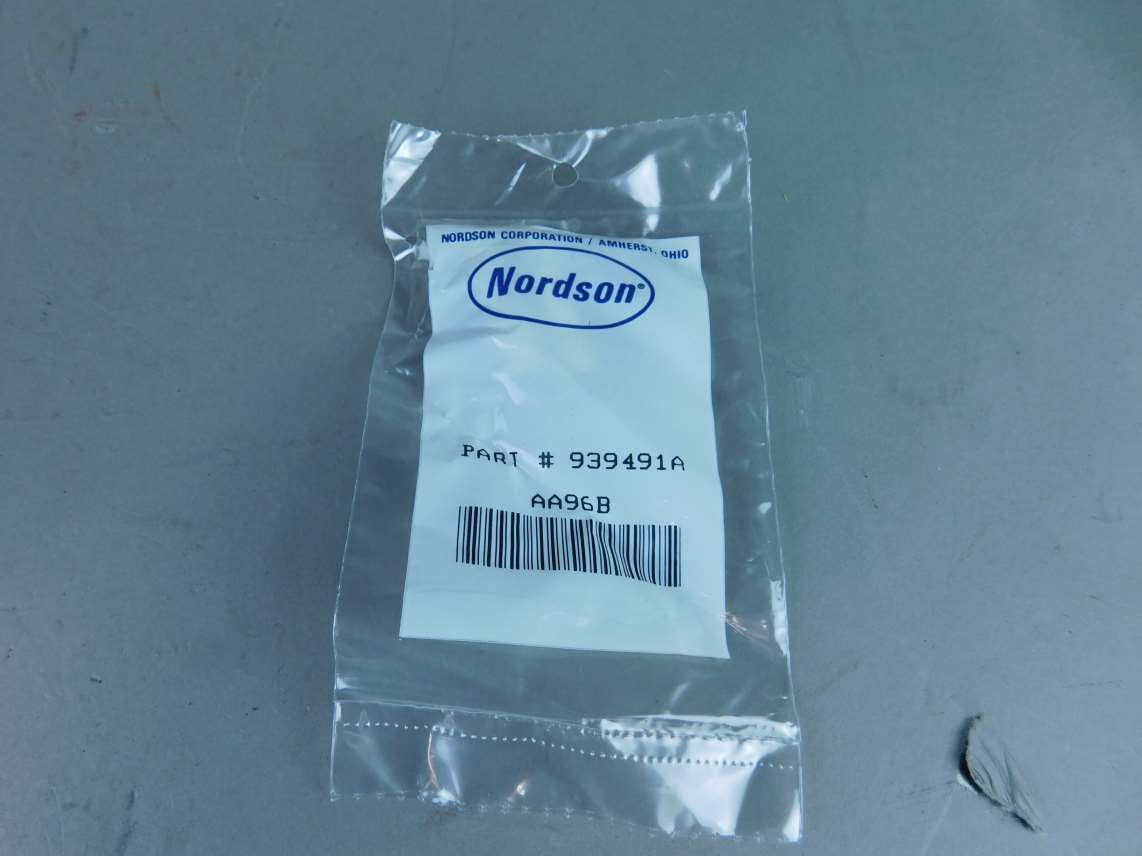 NORDSON CORPORATION / AMHERST, OHIO
Nordson®
PART # 939491A
AA96B